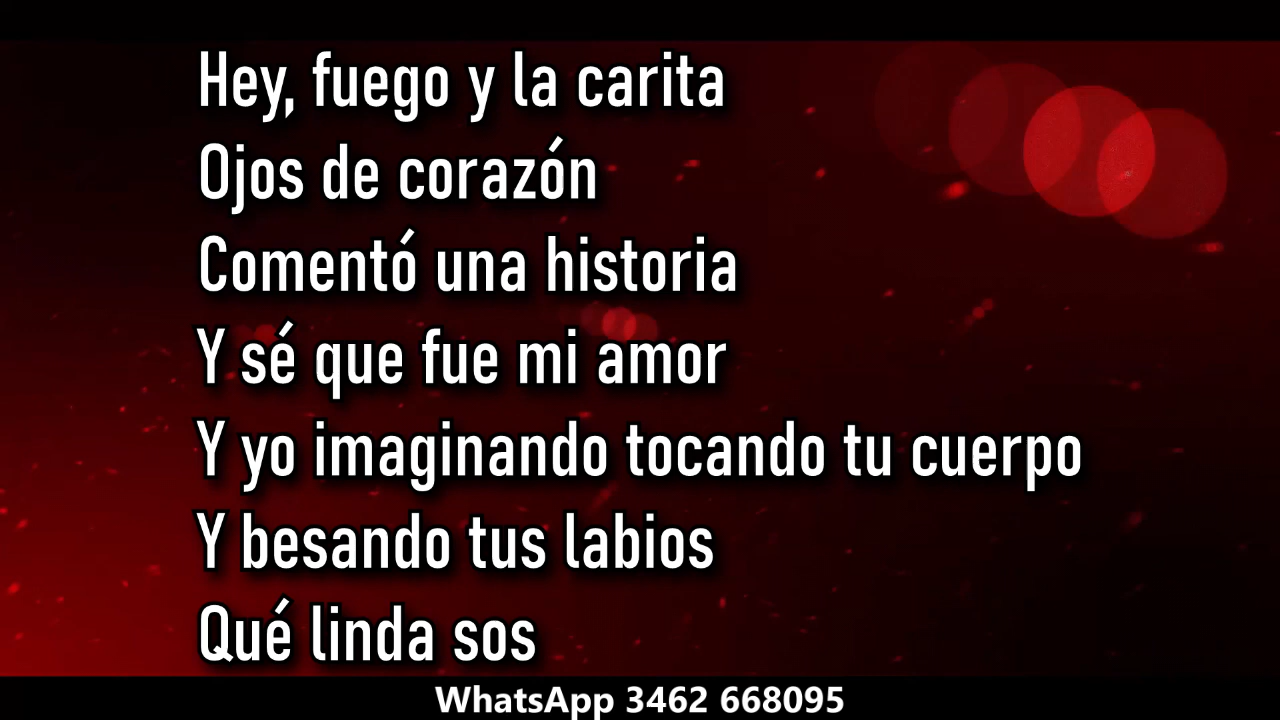 Hey, fuego y la carita
Ojos de corazón
Comentó una historia
Y sé que fue mi amor
Y yo imaginando tocando tu cuerpo
Y besando tus labios
Qué linda sos
WhatsApp 3462 668095